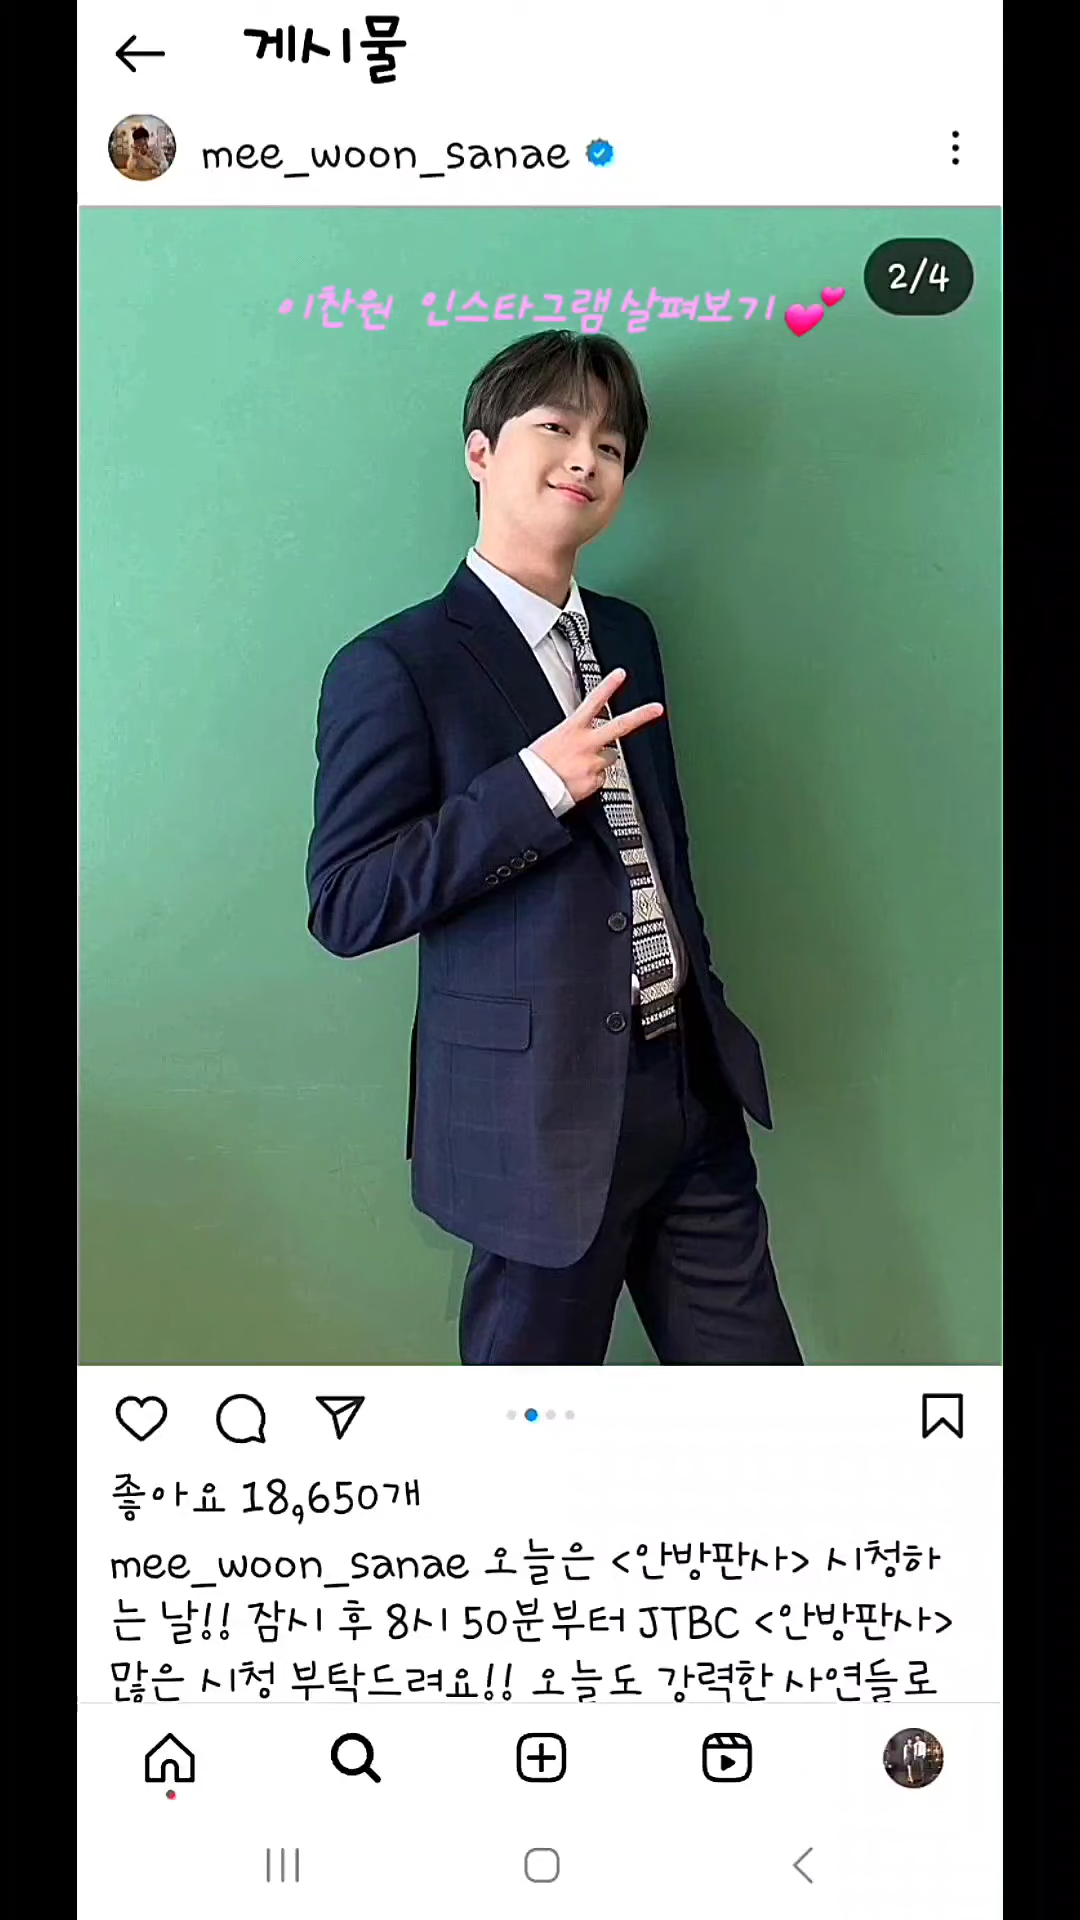 게시물
mee_woon_sanae
2/4
이찬원 인스타그램 살펴보기💕
좋아요 18,650개
mee_woon_sanae 오늘은 <안방판사> 시청하
는 날!! 잠시 후 8시 50분부터 JTBC <안방판사>
많은 시청 부탁드려요!! 오늘도 강력한 사연들로